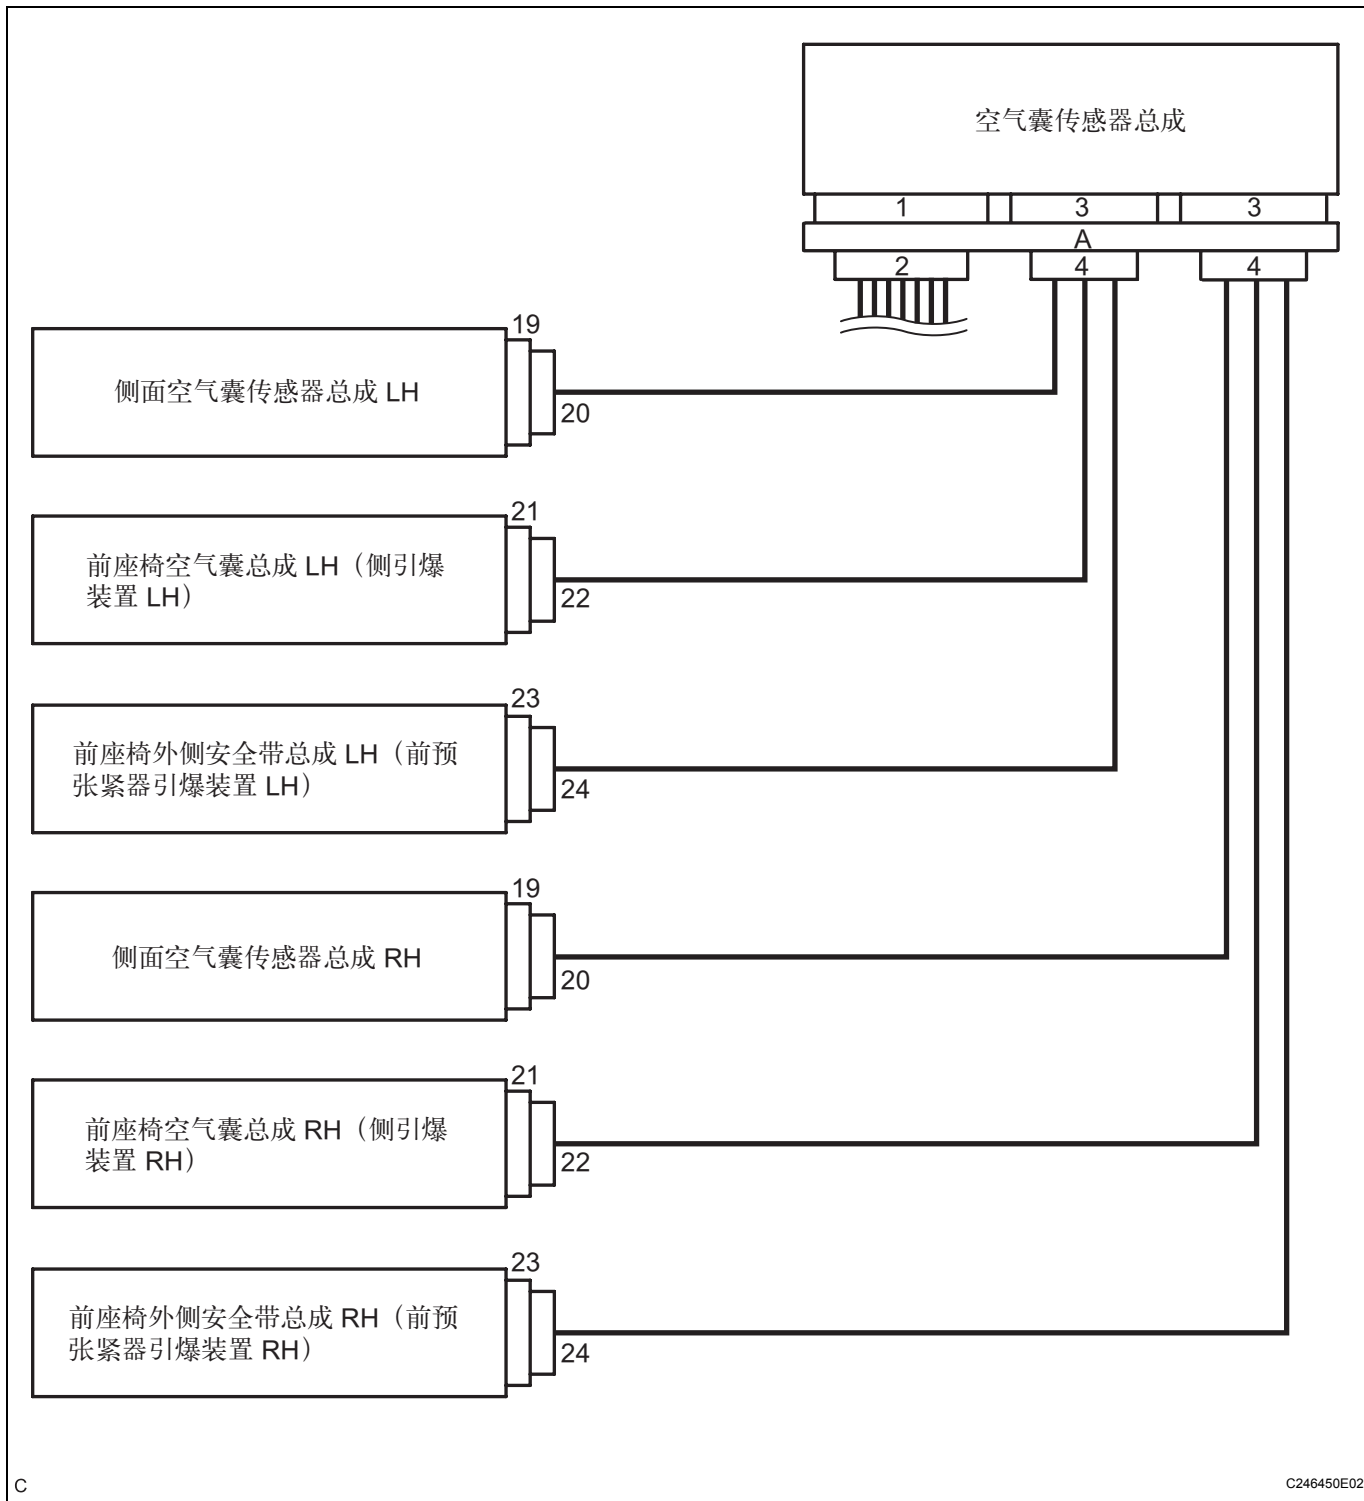 空气囊传感器总成
1
3
3
A
2
4
4
19
侧面空气囊传感器总成 LH
20
21
前座椅空气囊总成 LH（侧引爆
装置 LH）
22
23
前座椅外侧安全带总成 LH（前预
张紧器引爆装置 LH）
24
19
侧面空气囊传感器总成 RH
20
21
前座椅空气囊总成 RH（侧引爆
装置 RH）
22
23
前座椅外侧安全带总成 RH（前预
张紧器引爆装置 RH）
24
C
C246450E02